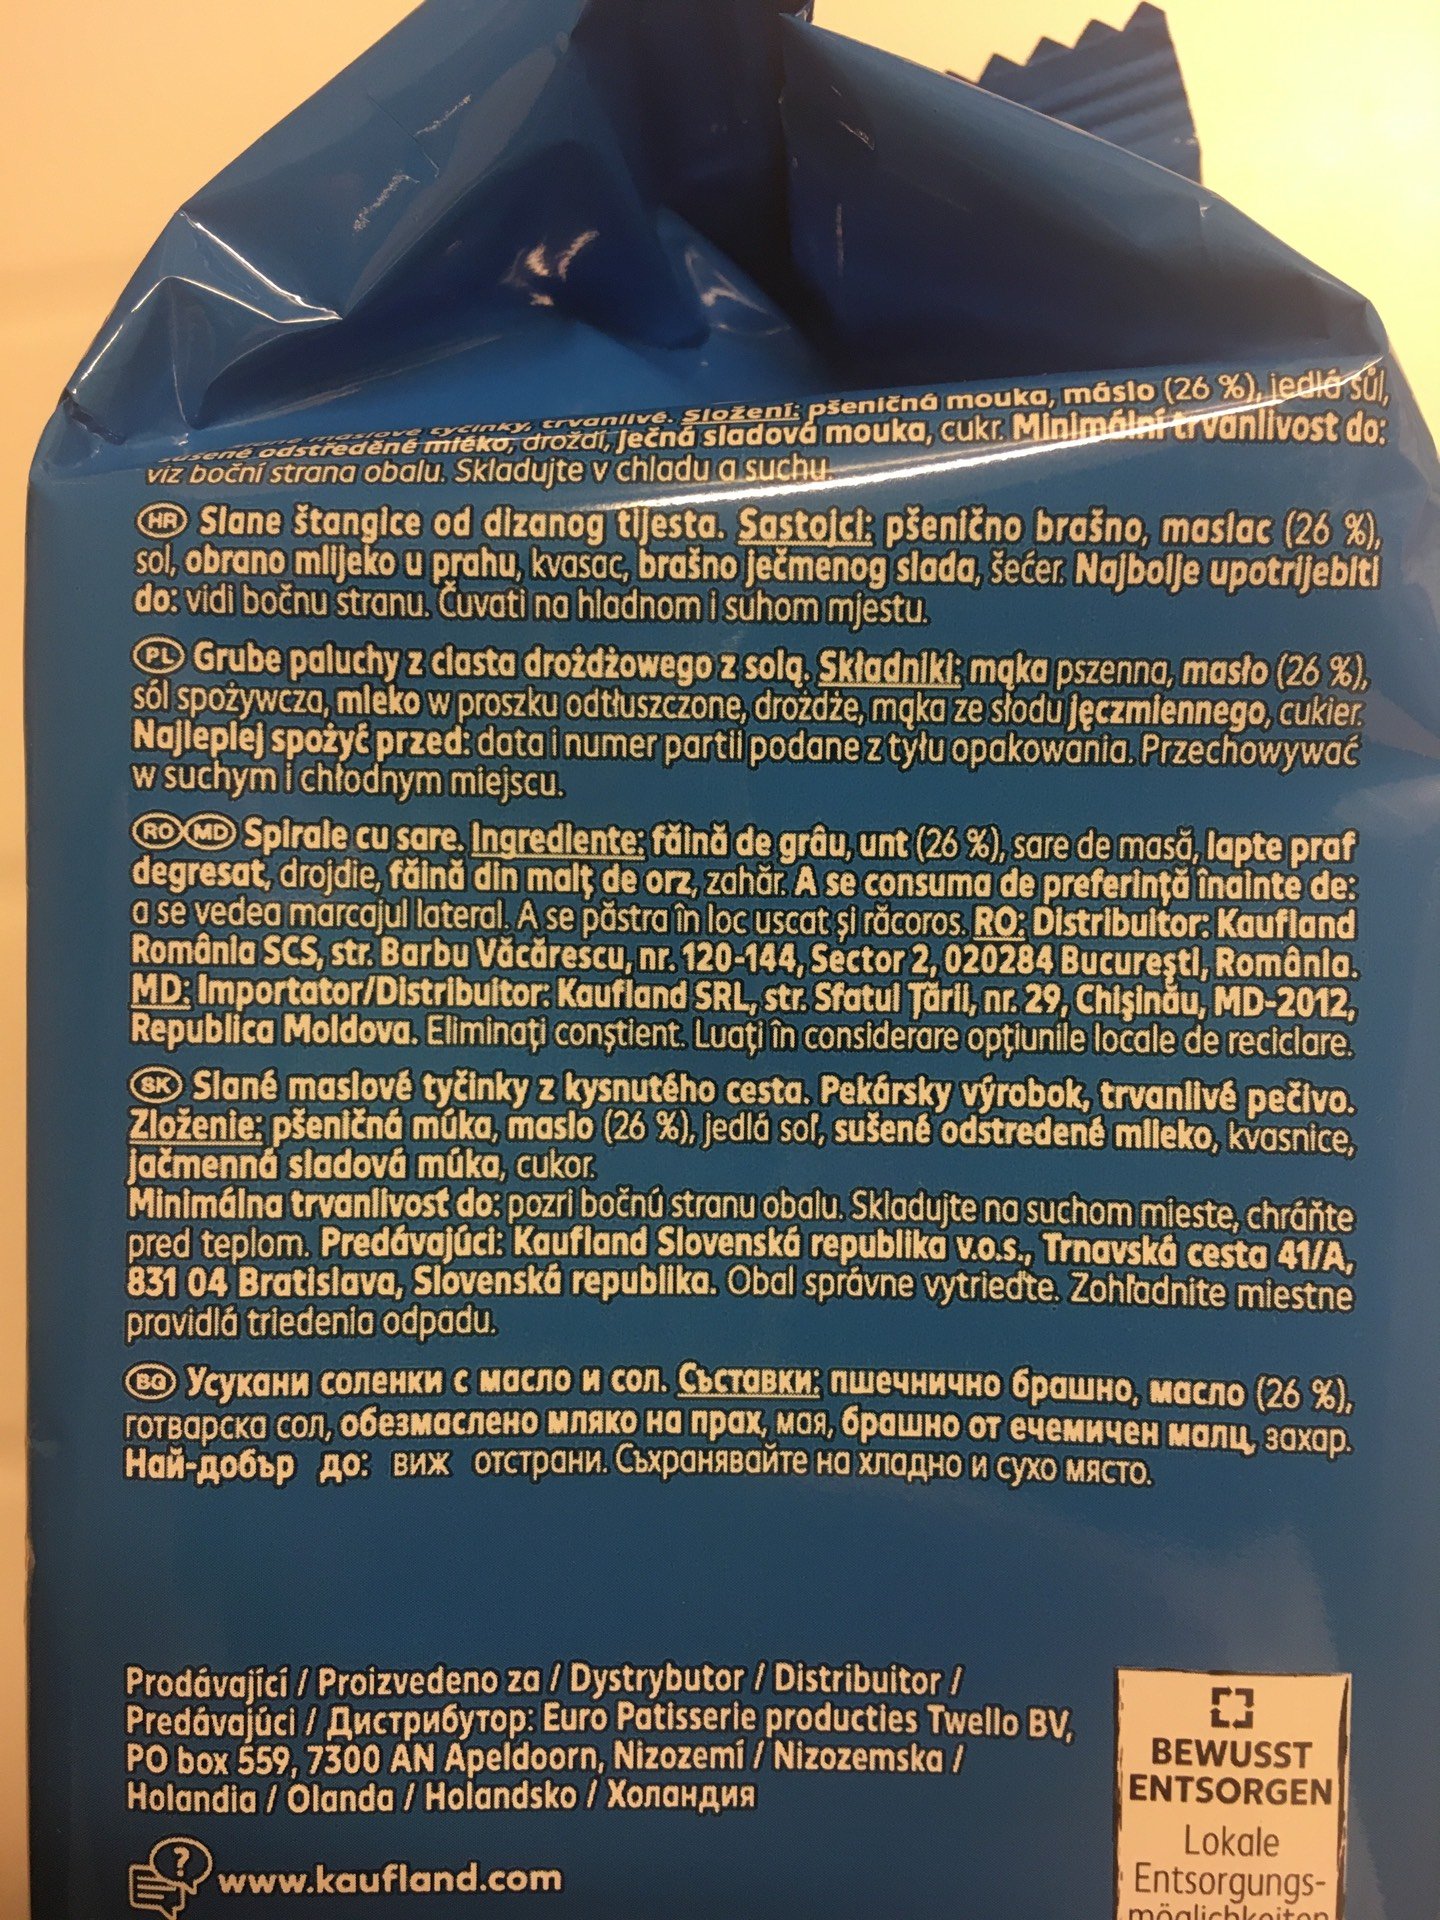 máslové tyčinky, trvanlivé. Složení: pšeničná mouka, máslo (26 %), jedlá sůl,
sušené odstředěné mléko, droždí, ječná sladová mouka, cukr. Minimální trvanlivost do:
viz boční strana obalu. Skladujte v chladu a suchu.
HR Slane štangice od dizanog tijesta. Sastojci: pšenično brašno, maslac (26 %),
sol, obrano mlijeko u prahu, kvasac, brašno ječmenog slada, šećer. Najbolje upotrijebiti
do: vidi bočnu stranu. Čuvati na hladnom i suhom mjestu.
PL Grube paluchy z ciasta drożdżowego z solą. Składniki: mąka pszenna, masło (26 %),
sól spożywcza, mleko w proszku odtłuszczone, drożdże, mąka ze słodu jęczmiennego, cukier.
Najlepiej spożyć przed: data i numer partii podane z tyłu opakowania. Przechowywać
w suchym i chłodnym miejscu.
RO MD Spirale cu sare. Ingrediente: făină de grâu, unt (26 %), sare de masă, lapte praf
degresat, drojdie, făină din malț de orz, zahăr. A se consuma de preferință înainte de:
a se vedea marcajul lateral. A se păstra în loc uscat și răcoros. RO: Distribuitor: Kaufland
România SCS, str. Barbu Văcărescu, nr. 120-144, Sector 2, 020284 București, România.
MD: Importator/Distribuitor: Kaufland SRL, str. Sfatul Țării, nr. 29, Chișinău, MD-2012,
Republica Moldova. Eliminați conștient. Luați în considerare opțiunile locale de reciclare.
SK Slané maslové tyčinky z kysnutého cesta. Pekársky výrobok, trvanlivé pečivo.
Zloženie: pšeničná múka, maslo (26 %), jedlá soľ, sušené odstredené mlieko, kvasnice,
jačmenná sladová múka, cukor.
Minimálna trvanlivosť do: pozri bočnú stranu obalu. Skladujte na suchom mieste, chráňte
pred teplom. Predávajúci: Kaufland Slovenská republika v.o.s., Trnavská cesta 41/A,
831 04 Bratislava, Slovenská republika. Obal správne vytrieďte. Zohľadnite miestne
pravidlá triedenia odpadu.
BG Усукани соленки с масло и сол. Съставки: пшеничнично брашно, масло (26 %),
готварска сол, обезмаслено мляко на прах, мая, брашно от ечемичен малц, захар.
Най-добър до: виж отстрани. Съхранявайте на хладно и сухо място.
Prodávající / Proizvedeno za / Dystrybutor / Distribuitor /
Predávajúci / Дистрибутор: Euro Patisserie producties Twello BV,
PO box 559, 7300 AN Apeldoorn, Nizozemí / Nizozemska /
Holandia / Olanda / Holandsko / Холандия
www.kaufland.com
BEWUSST
ENTSORGEN
Lokale
Entsorgungs-
möglichkeiten